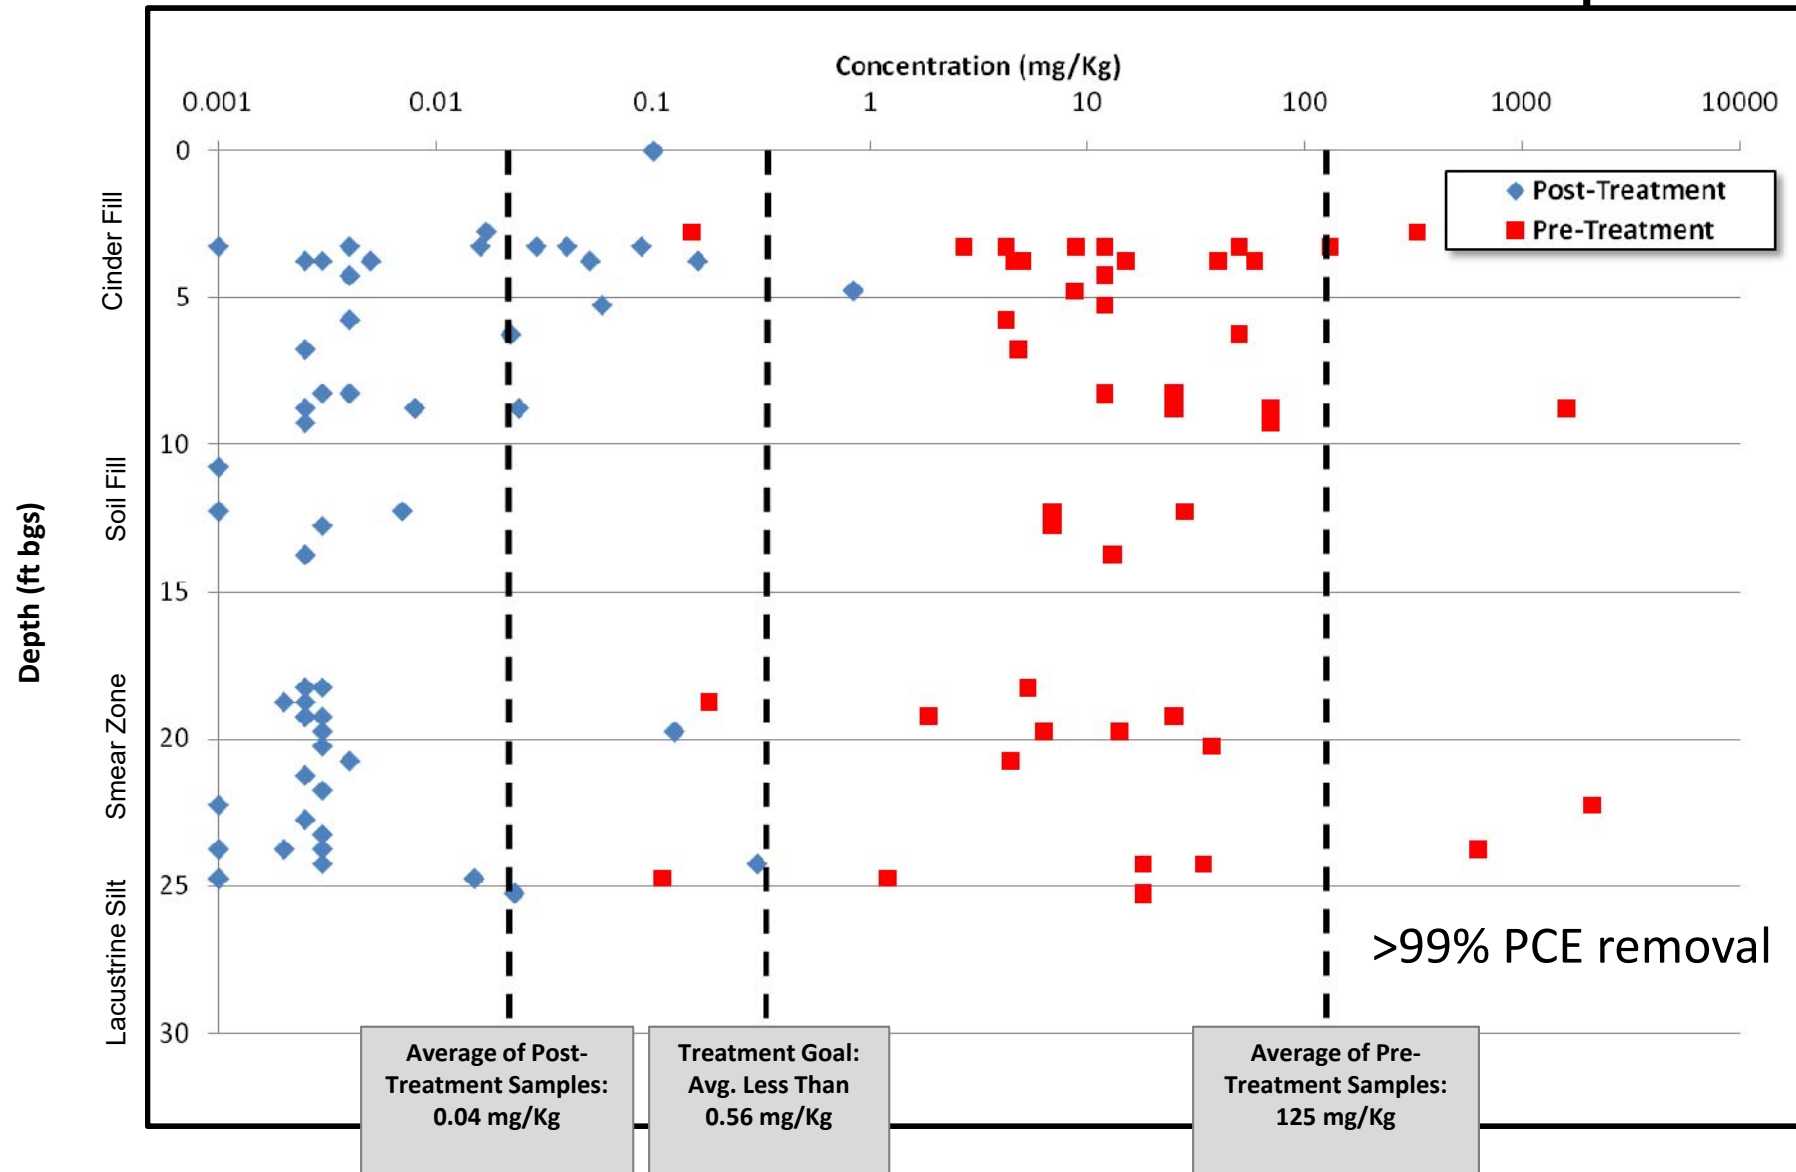 Concentration (mg/Kg)
0.001 0.01 0.1 1 10 100 1000 10000
0
5
10
15
20
25
30
Depth (ft bgs)
Cinder Fill
Soil Fill
Smear Zone
Lacustrine Silt
Post-Treatment
Pre-Treatment
>99% PCE removal
Average of Post-
Treatment Samples:
0.04 mg/Kg
Treatment Goal:
Avg. Less Than
0.56 mg/Kg
Average of Pre-
Treatment Samples:
125 mg/Kg